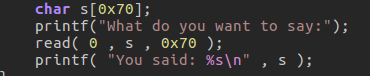 char s[0x70];
printf("What do you want to say:");
read( 0 , s , 0x70 );
printf( "You said: %s\n" , s );